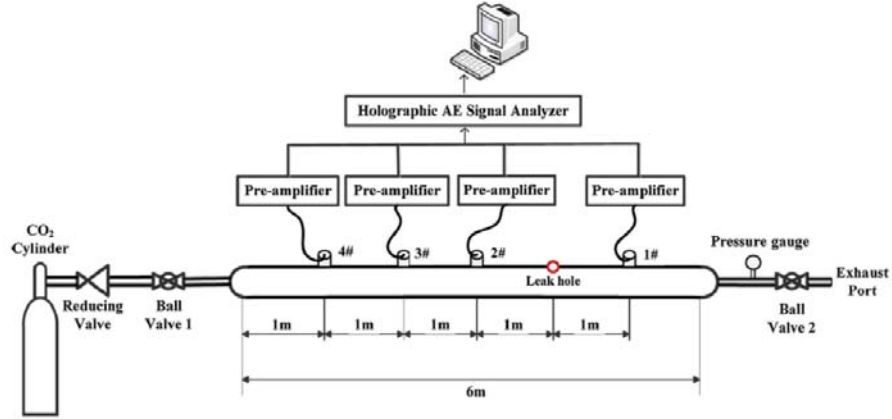 Holographic AE Signal Analyzer
Pre-amplifier
Pre-amplifier
Pre-amplifier
Pre-amplifier
CO₂
Cylinder
4#
3#
2#
1#
Pressure gauge
Leak hole
Exhaust
Port
Reducing
Valve
Ball
Valve 1
Ball
Valve 2
1m
1m
1m
1m
1m
6m